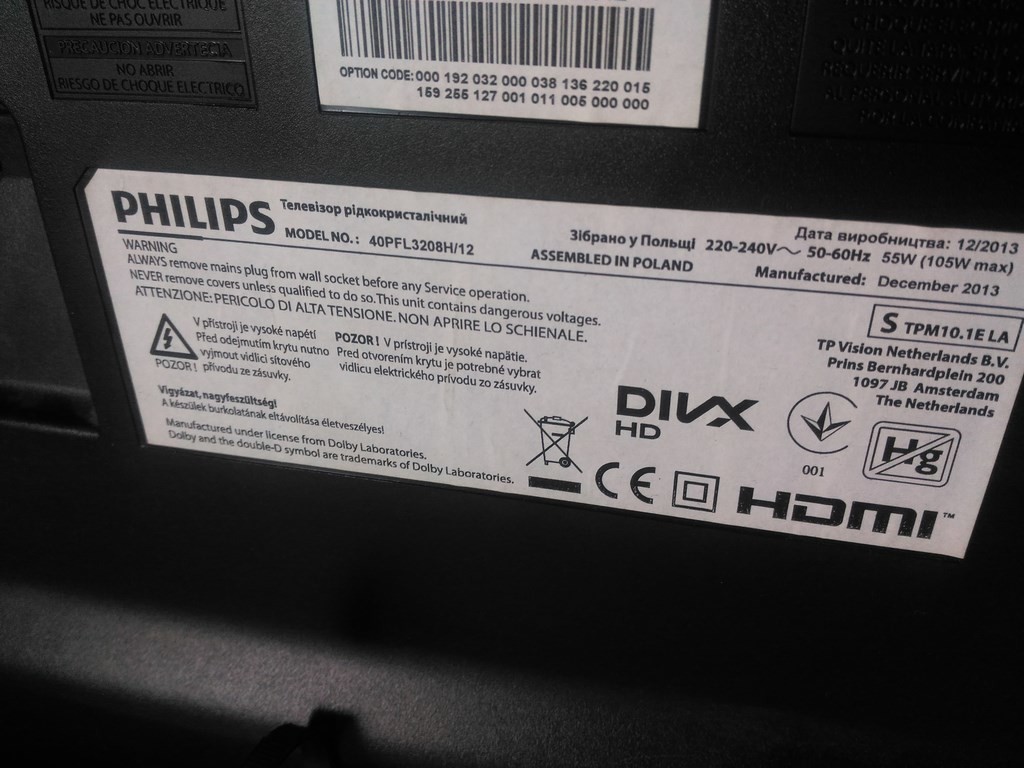 RISQUE DE CHOC ELECTRIQUE
NE PAS OUVRIR
PRECAUCION ADVERTECIA
NO ABRIR
RIESGO DE CHOQUE ELECTRICO
OPTION CODE:000 192 032 000 038 136 220 015
159 255 127 001 011 005 000 000
PHILIPS Телевізор рідкокристалічний
MODEL NO.: 40PFL3208H/12
Зібрано у Польщі
ASSEMBLED IN POLAND
220-240V~ 50-60Hz 55W (105W max)
Дата виробництва: 12/2013
Manufactured: December 2013
WARNING
ALWAYS remove mains plug from wall socket before any Service operation.
NEVER remove covers unless qualified to do so.This unit contains dangerous voltages.
ATTENZIONE: PERICOLO DI ALTA TENSIONE. NON APRIRE LO SCHIENALE.
V přístroji je vysoké napětí
Před odejmutím krytu nutno
vyjmout vidlici síťového
POZOR! přívodu ze zásuvky.
POZOR! V prístroji je vysoké napätie.
Pred otvorením krytu je potrebné vybrat
vidlicu elektrického prívodu zo zásuvky.
Vigyázat, nagyfeszültség!
A készülek burkolatának eltávolítása életveszélyes!
Manufactured under license from Dolby Laboratories.
Dolby and the double-D symbol are trademarks of Dolby Laboratories.
S TPM10.1E LA
TP Vision Netherlands B.V.
Prins Bernhardplein 200
1097 JB Amsterdam
The Netherlands
DIVX
HD
001
Hg
CE
HDMI™